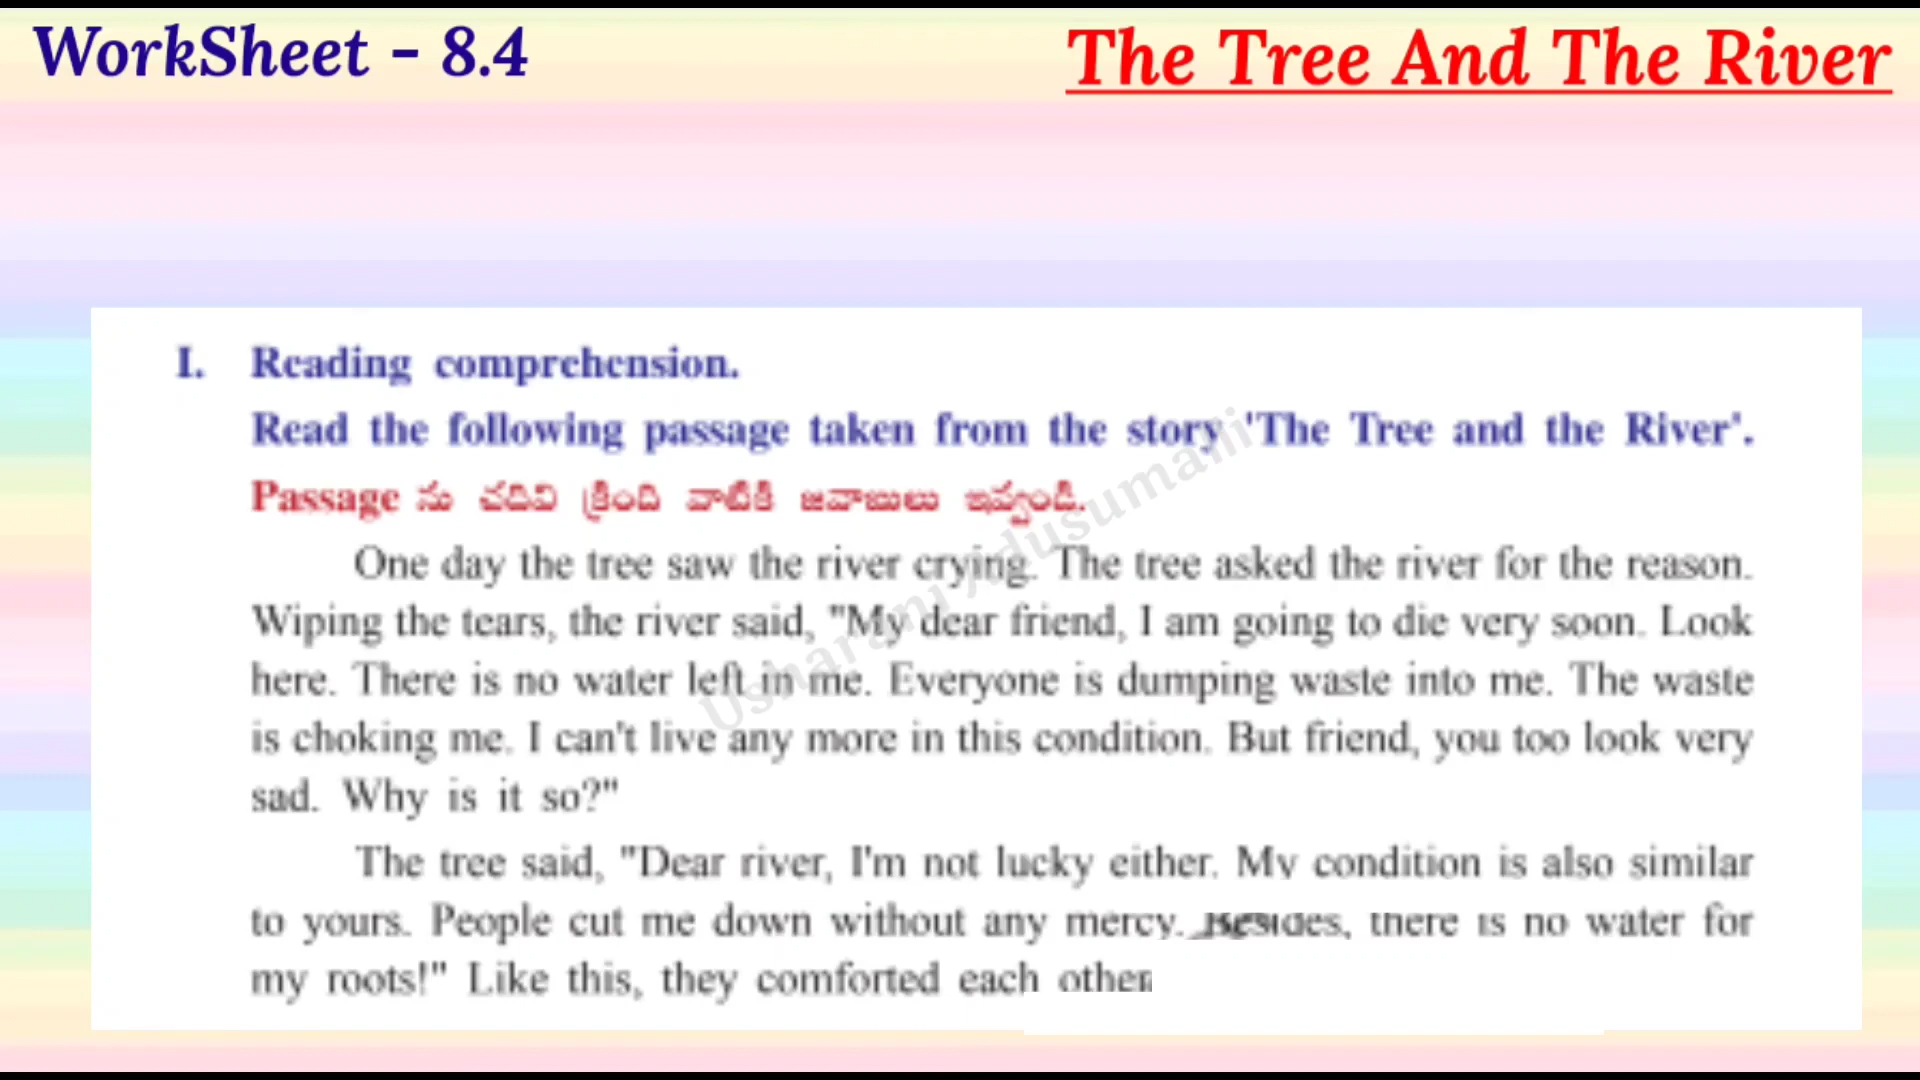 WorkSheet - 8.4
The Tree And The River
I. Reading comprehension.
Read the following passage taken from the story 'The Tree and the River'.
Passage ను చదివి క్రింది వాటికి జవాబులు ఇవ్వండి.
One day the tree saw the river crying. The tree asked the river for the reason.
Wiping the tears, the river said, "My dear friend, I am going to die very soon. Look
here. There is no water left in me. Everyone is dumping waste into me. The waste
is choking me. I can't live any more in this condition. But friend, you too look very
sad. Why is it so?"
The tree said, "Dear river, I'm not lucky either. My condition is also similar
to yours. People cut me down without any mercy. Besides, there is no water for
my roots!" Like this, they comforted each other
Usharani Adusumalli